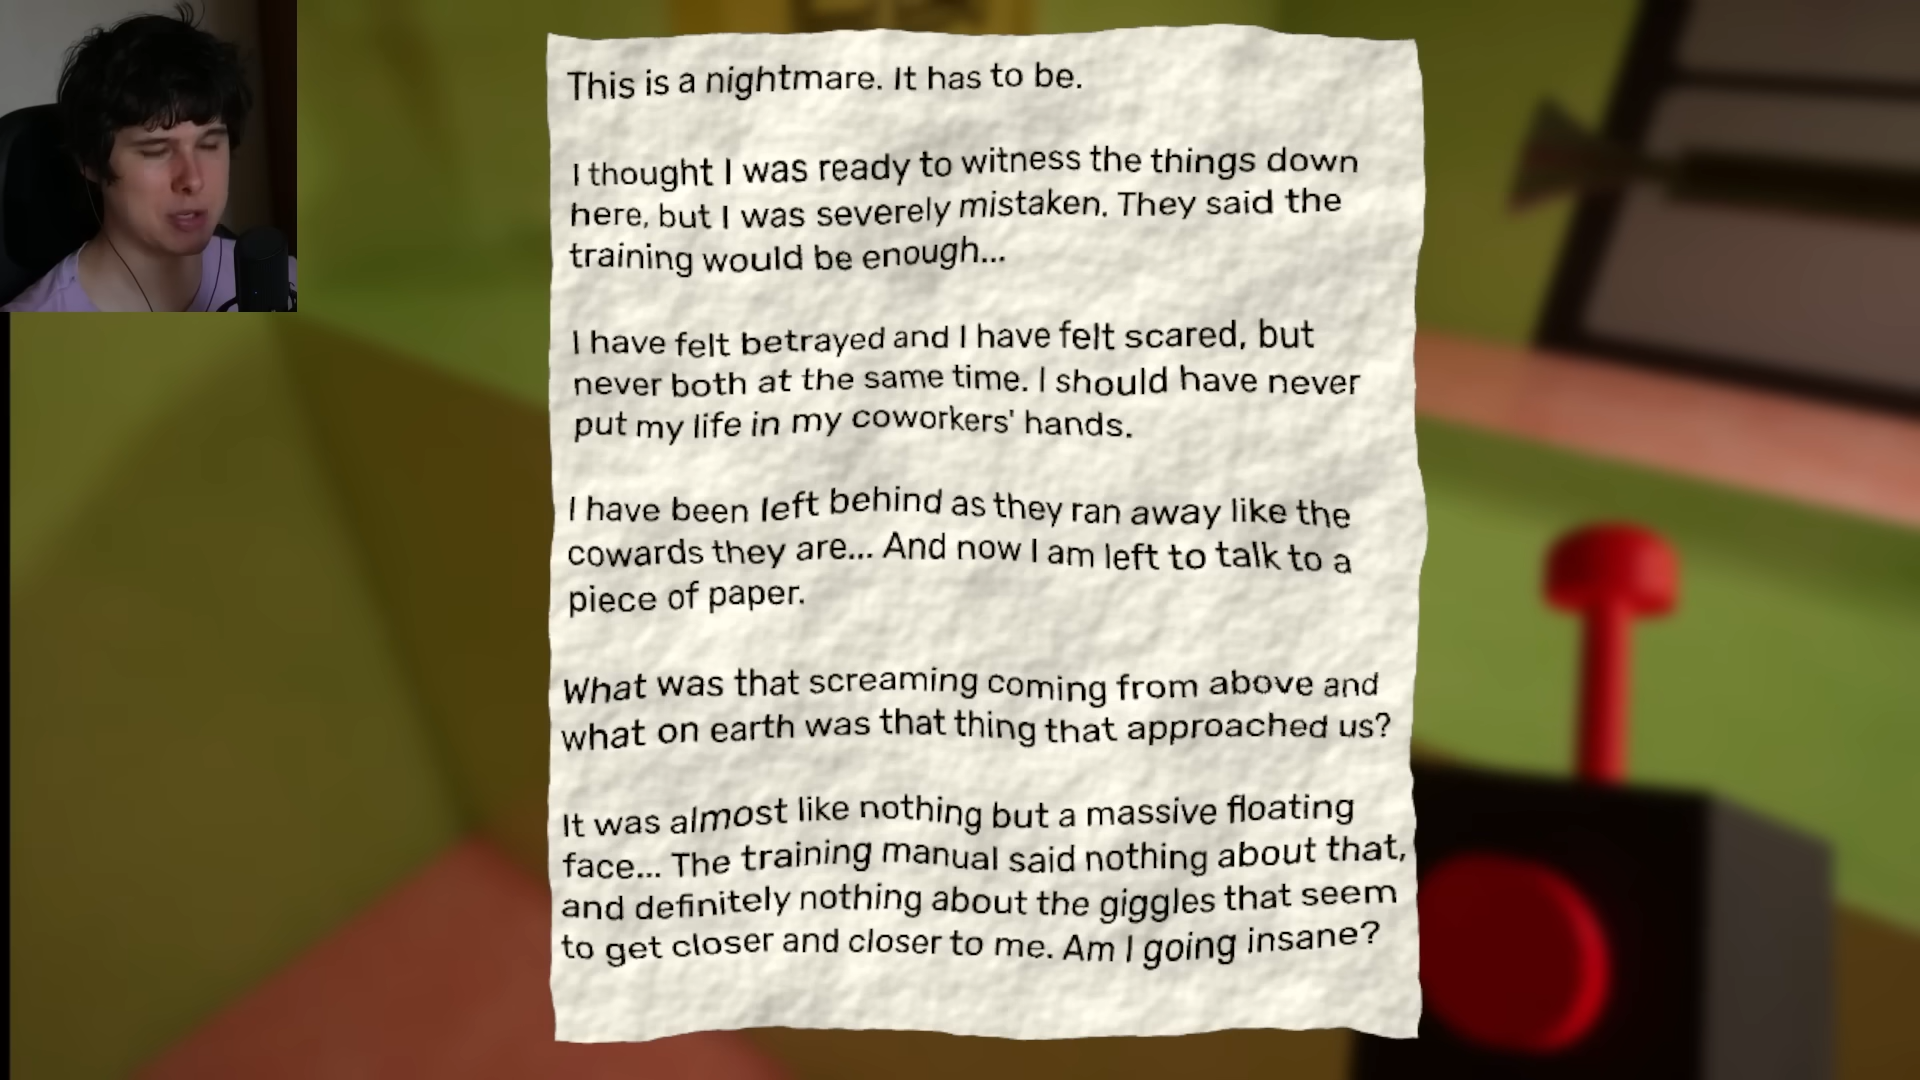 This is a nightmare. It has to be.
I thought I was ready to witness the things down
here, but I was severely mistaken. They said the
training would be enough...
I have felt betrayed and I have felt scared, but
never both at the same time. I should have never
put my life in my coworkers' hands.
I have been left behind as they ran away like the
cowards they are... And now I am left to talk to a
piece of paper.
What was that screaming coming from above and
what on earth was that thing that approached us?
It was almost like nothing but a massive floating
face... The training manual said nothing about that,
and definitely nothing about the giggles that seem
to get closer and closer to me. Am I going insane?